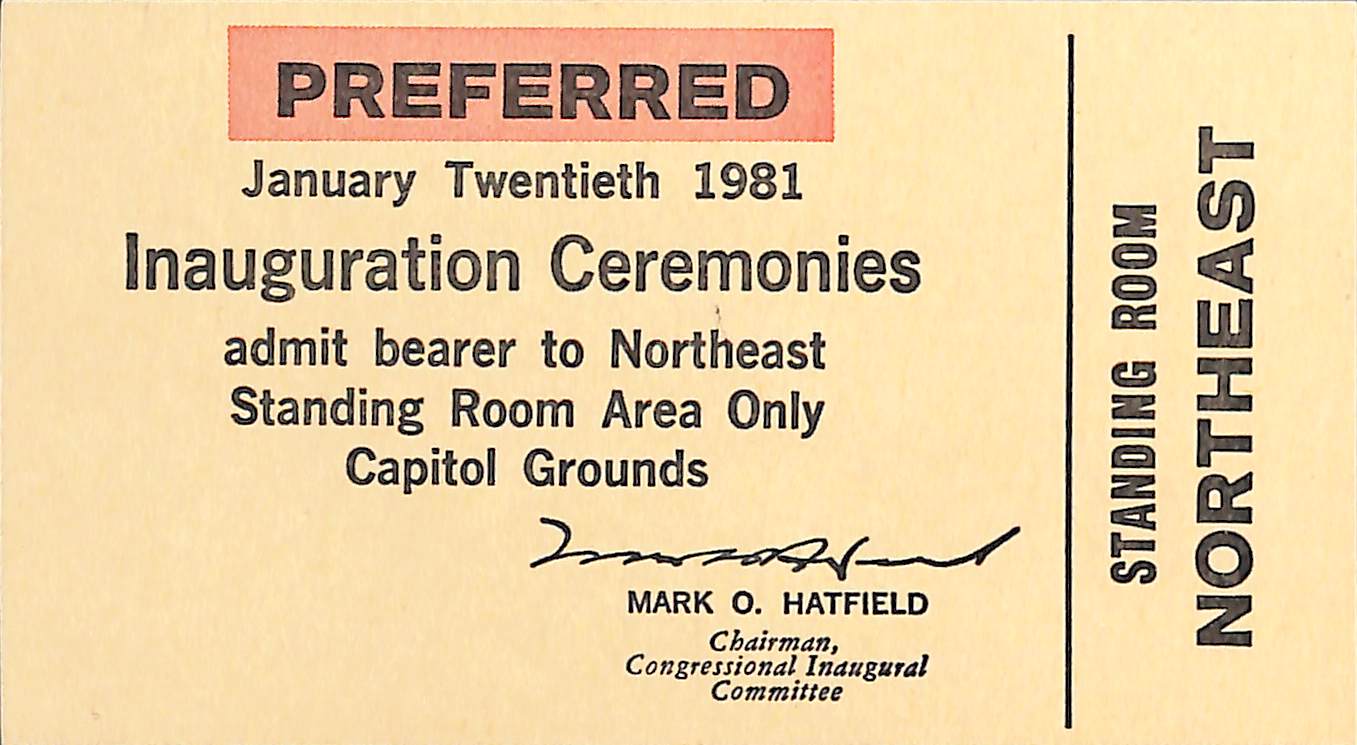 PREFERRED
January Twentieth 1981
Inauguration Ceremonies
admit bearer to Northeast
Standing Room Area Only
Capitol Grounds
MARK O. HATFIELD
Chairman,
Congressional Inaugural
Committee
STANDING ROOM
NORTHEAST